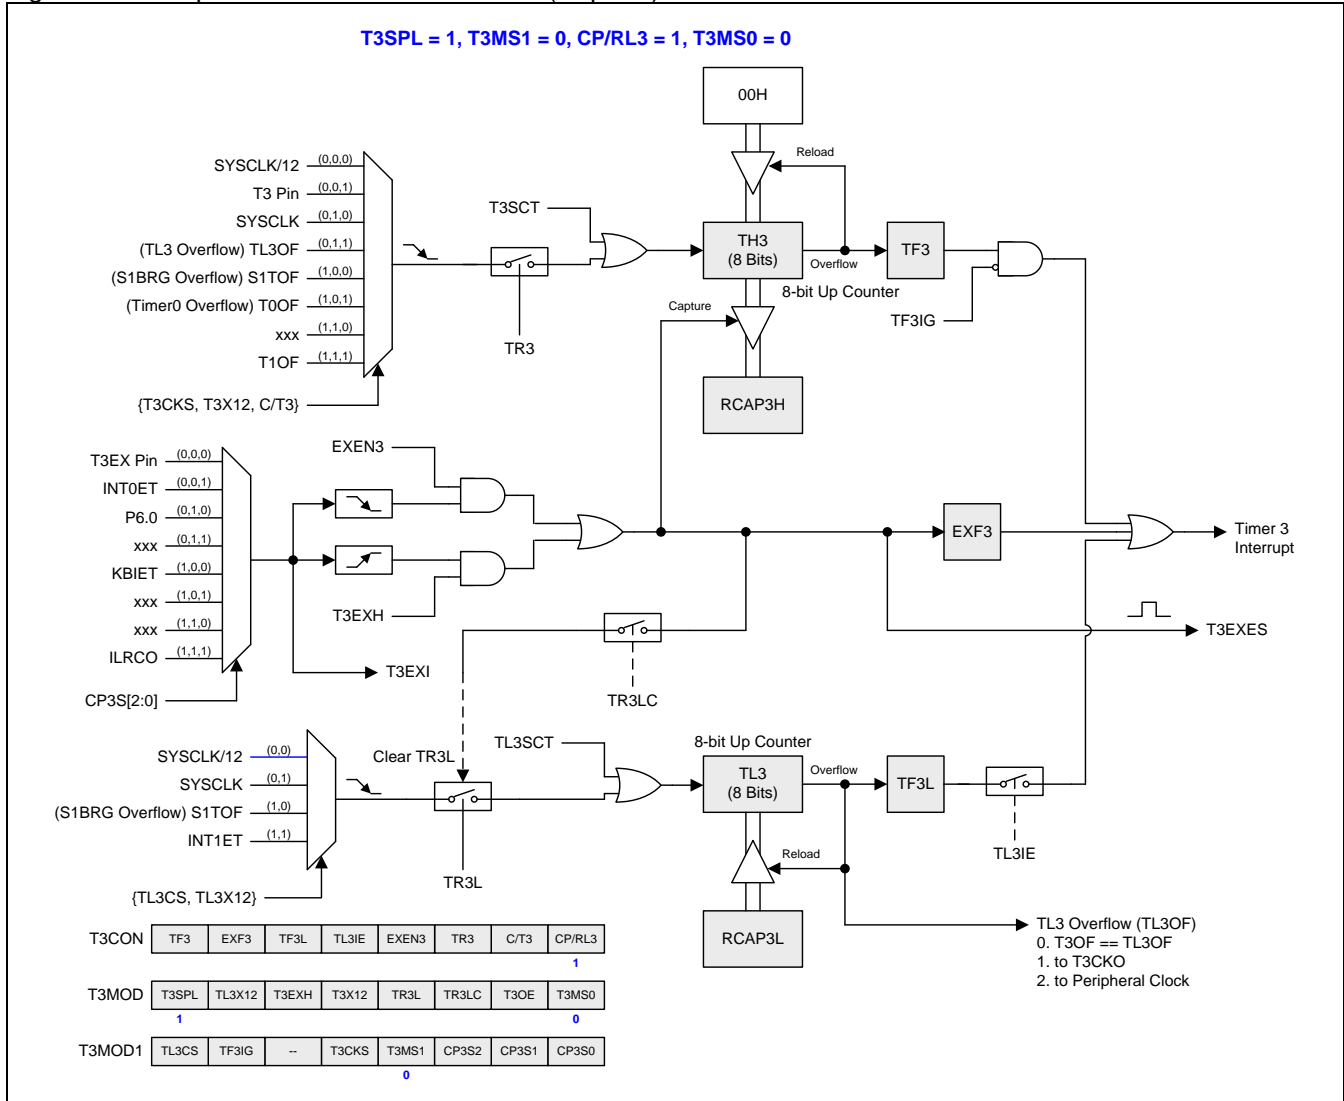 T3SPL = 1, T3MS1 = 0, CP/RL3 = 1, T3MS0 = 0
00H
Reload
SYSCLK/12 (0,0,0)
T3 Pin (0,0,1)
SYSCLK (0,1,0)
(TL3 Overflow) TL3OF (0,1,1)
(S1BRG Overflow) S1TOF (1,0,0)
(Timer0 Overflow) T0OF (1,0,1)
xxx (1,1,0)
T1OF (1,1,1)
{T3CKS, T3X12, C/T3}
TR3
T3SCT
TH3
(8 Bits)
Overflow
8-bit Up Counter
TF3
TF3IG
Capture
RCAP3H
EXEN3
T3EX Pin (0,0,0)
INT0ET (0,0,1)
P6.0 (0,1,0)
xxx (0,1,1)
KBIET (1,0,0)
xxx (1,0,1)
xxx (1,1,0)
ILRCO (1,1,1)
CP3S[2:0]
T3EXH
T3EXI
EXF3
Timer 3
Interrupt
T3EXES
TR3LC
SYSCLK/12 (0,0)
SYSCLK (0,1)
(S1BRG Overflow) S1TOF (1,0)
INT1ET (1,1)
{TL3CS, TL3X12}
Clear TR3L
TR3L
TL3SCT
8-bit Up Counter
TL3
(8 Bits)
Overflow
TF3L
TL3IE
Reload
RCAP3L
TL3 Overflow (TL3OF)
0. T3OF == TL3OF
1. to T3CKO
2. to Peripheral Clock
T3CON TF3 EXF3 TF3L TL3IE EXEN3 TR3 C/T3 CP/RL3
1
T3MOD T3SPL TL3X12 T3EXH T3X12 TR3L TR3LC T3OE T3MS0
1 0
T3MOD1 TL3CS TF3IG -- T3CKS T3MS1 CP3S2 CP3S1 CP3S0
0